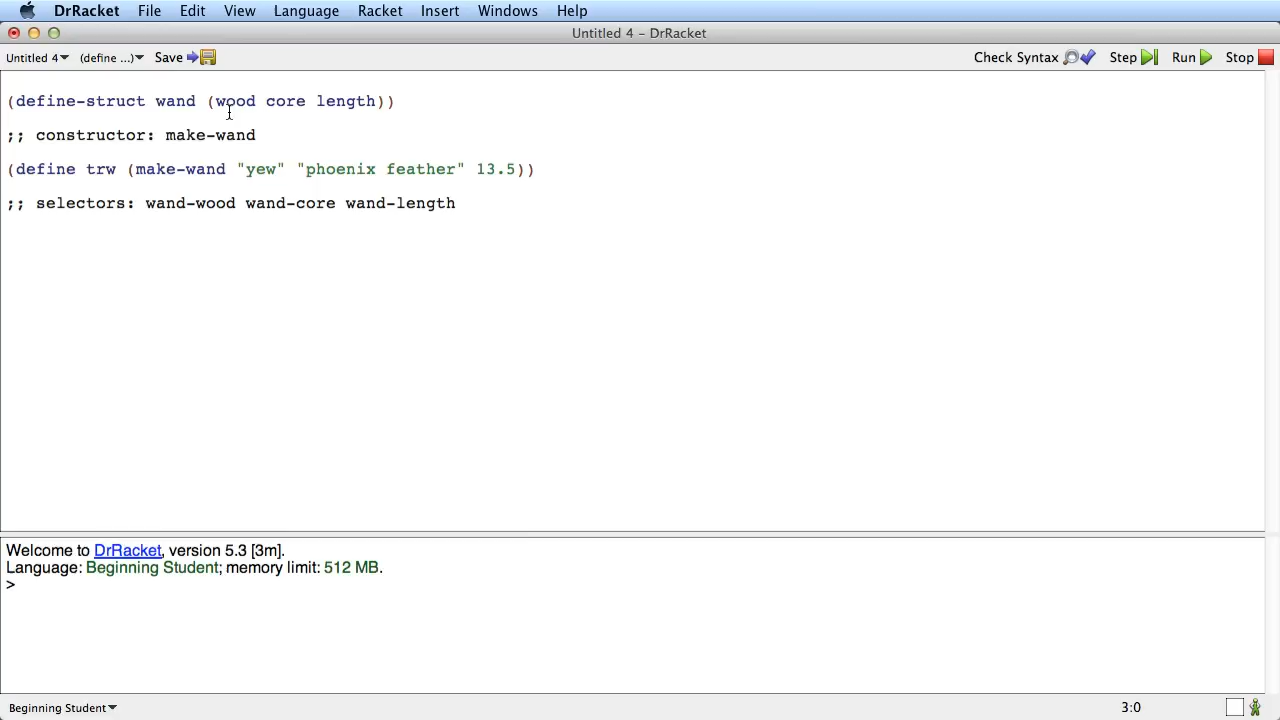 DrRacket File Edit View Language Racket Insert Windows Help
Untitled 4 - DrRacket
Untitled 4 (define ...) Save Check Syntax Step Run Stop
(define-struct wand (wood core length))
;; constructor: make-wand
(define trw (make-wand "yew" "phoenix feather" 13.5))
;; selectors: wand-wood wand-core wand-length
Welcome to DrRacket, version 5.3 [3m].
Language: Beginning Student; memory limit: 512 MB.
>
Beginning Student 3:0